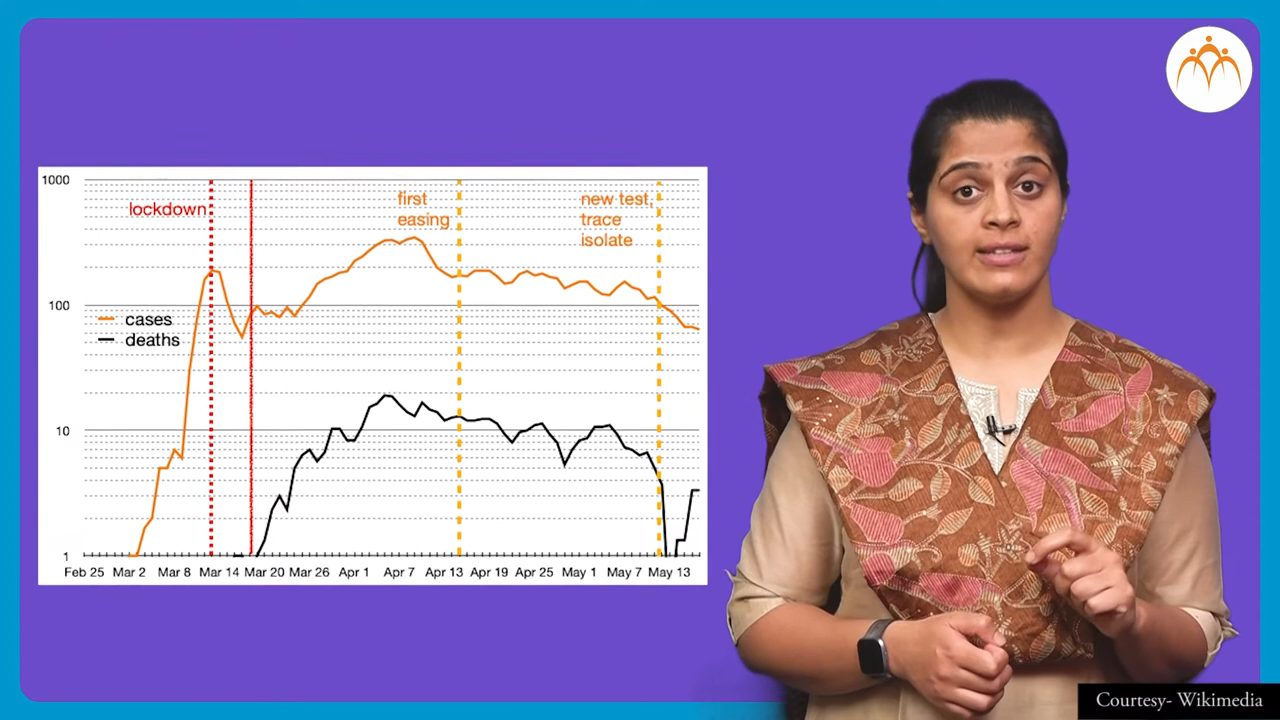 1000
lockdown
first
easing
new test,
trace
isolate
100
cases
deaths
10
1
Feb 25 Mar 2 Mar 8 Mar 14 Mar 20 Mar 26 Apr 1 Apr 7 Apr 13 Apr 19 Apr 25 May 1 May 7 May 13
Courtesy- Wikimedia